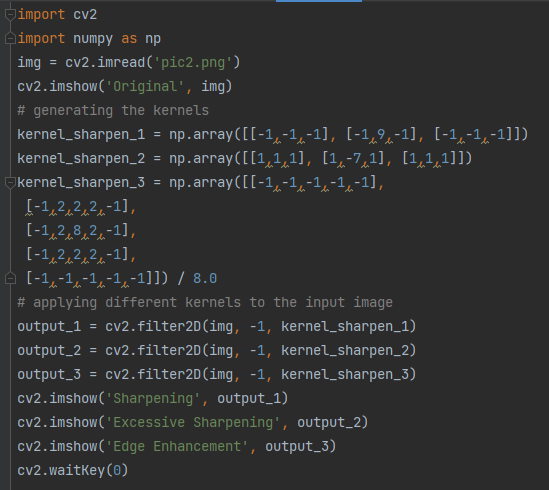 import cv2
import numpy as np
img = cv2.imread('pic2.png')
cv2.imshow('Original', img)
# generating the kernels
kernel_sharpen_1 = np.array([[-1,-1,-1], [-1,9,-1], [-1,-1,-1]])
kernel_sharpen_2 = np.array([[1,1,1], [1,-7,1], [1,1,1]])
kernel_sharpen_3 = np.array([[-1,-1,-1,-1,-1],
 [-1,2,2,2,-1],
 [-1,2,8,2,-1],
 [-1,2,2,2,-1],
 [-1,-1,-1,-1,-1]]) / 8.0
# applying different kernels to the input image
output_1 = cv2.filter2D(img, -1, kernel_sharpen_1)
output_2 = cv2.filter2D(img, -1, kernel_sharpen_2)
output_3 = cv2.filter2D(img, -1, kernel_sharpen_3)
cv2.imshow('Sharpening', output_1)
cv2.imshow('Excessive Sharpening', output_2)
cv2.imshow('Edge Enhancement', output_3)
cv2.waitKey(0)